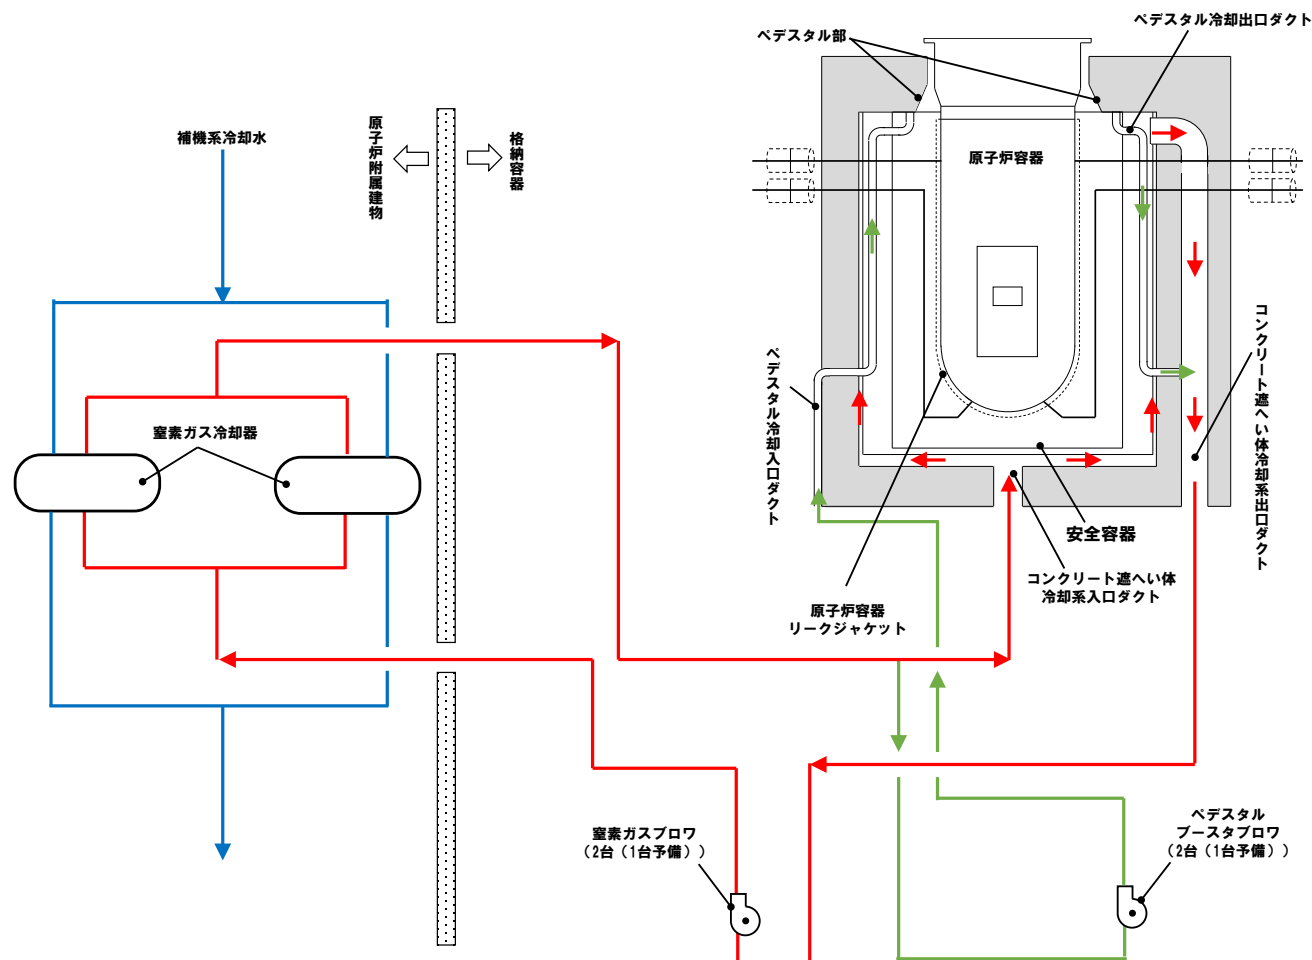 ペデスタル冷却出口ダクト
ペデスタル部
補機系冷却水
原子炉附属建物
格納容器
原子炉容器
コンクリート遮へい体冷却系出口ダクト
ペデスタル冷却入口ダクト
窒素ガス冷却器
安全容器
コンクリート遮へい体
冷却系入口ダクト
原子炉容器
リークジャケット
窒素ガスブロワ
(2台(1台予備))
ペデスタル
ブースタブロワ
(2台(1台予備))